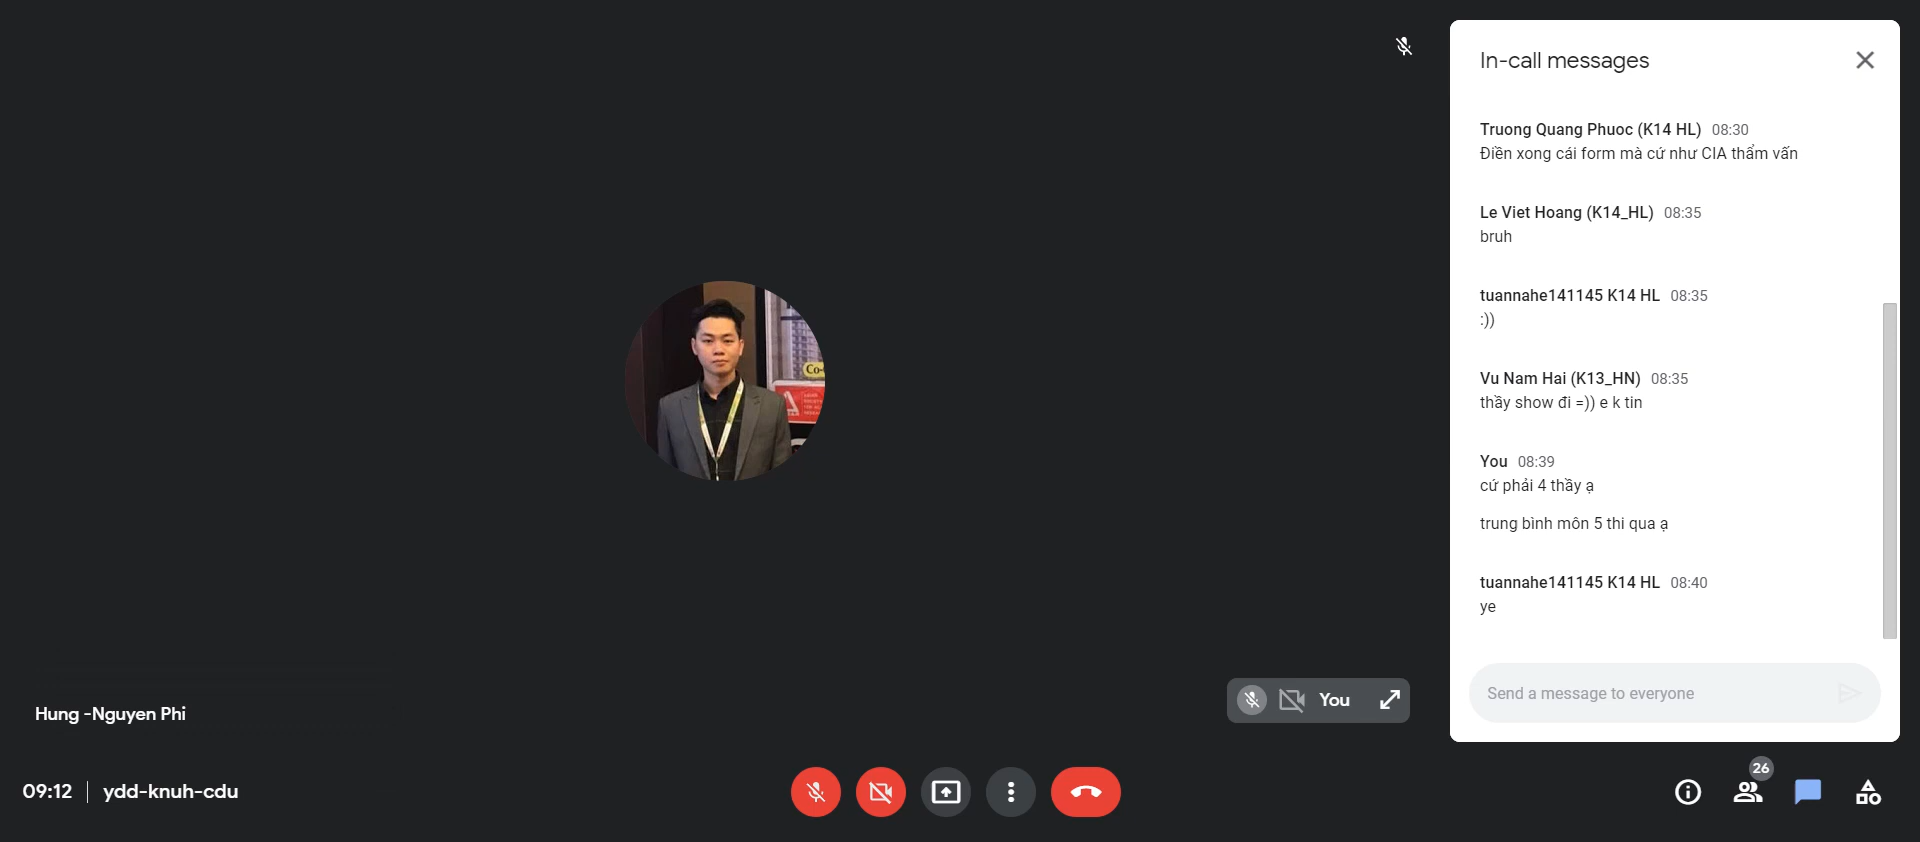 In-call messages
Truong Quang Phuoc (K14 HL) 08:30
Điền xong cái form mà cứ như CIA thẩm vấn
Le Viet Hoang (K14_HL) 08:35
bruh
tuannahe141145 K14 HL 08:35
:))
Vu Nam Hai (K13_HN) 08:35
thầy show đi =)) e k tin
You 08:39
cứ phải 4 thầy ạ
trung bình môn 5 thi qua ạ
tuannahe141145 K14 HL 08:40
ye
Send a message to everyone
Co-
You
Hung -Nguyen Phi
09:12
ydd-knuh-cdu
26